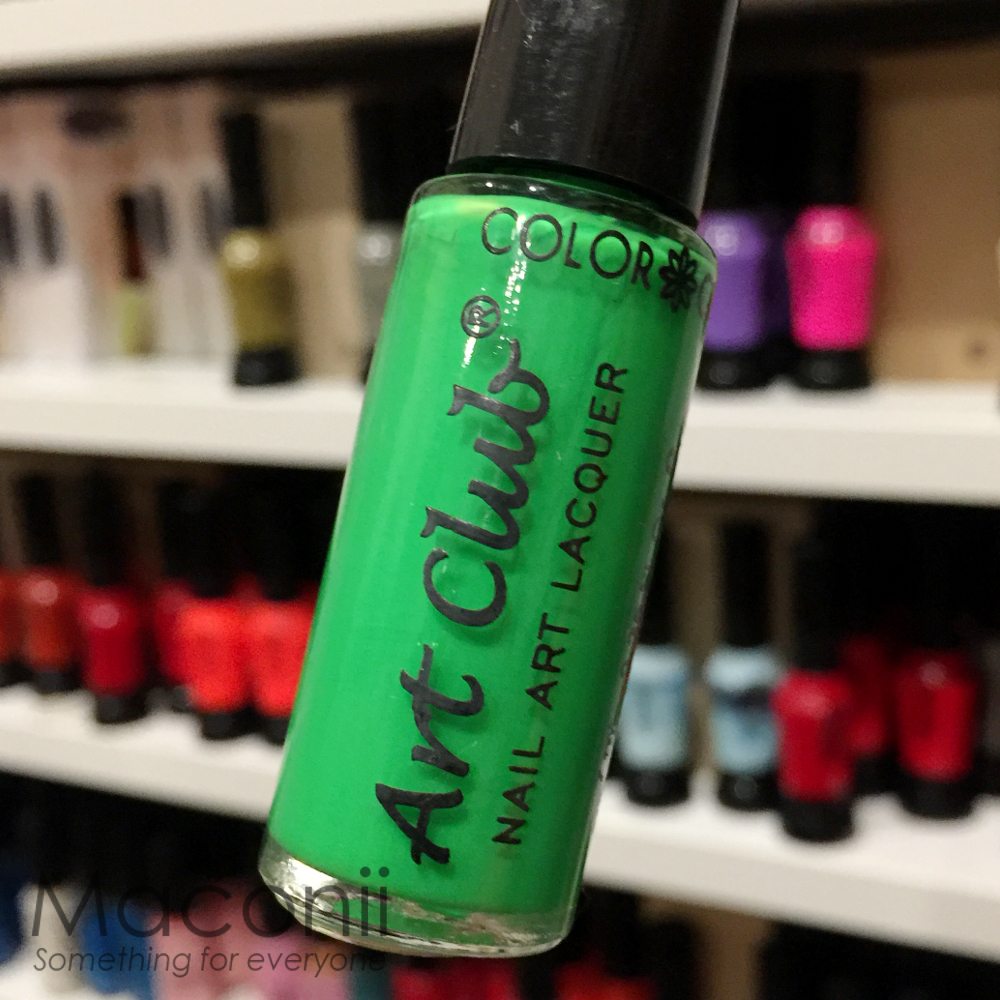 COLOR
Art Club®
NAIL ART LACQUER
Maconii
Something for everyone